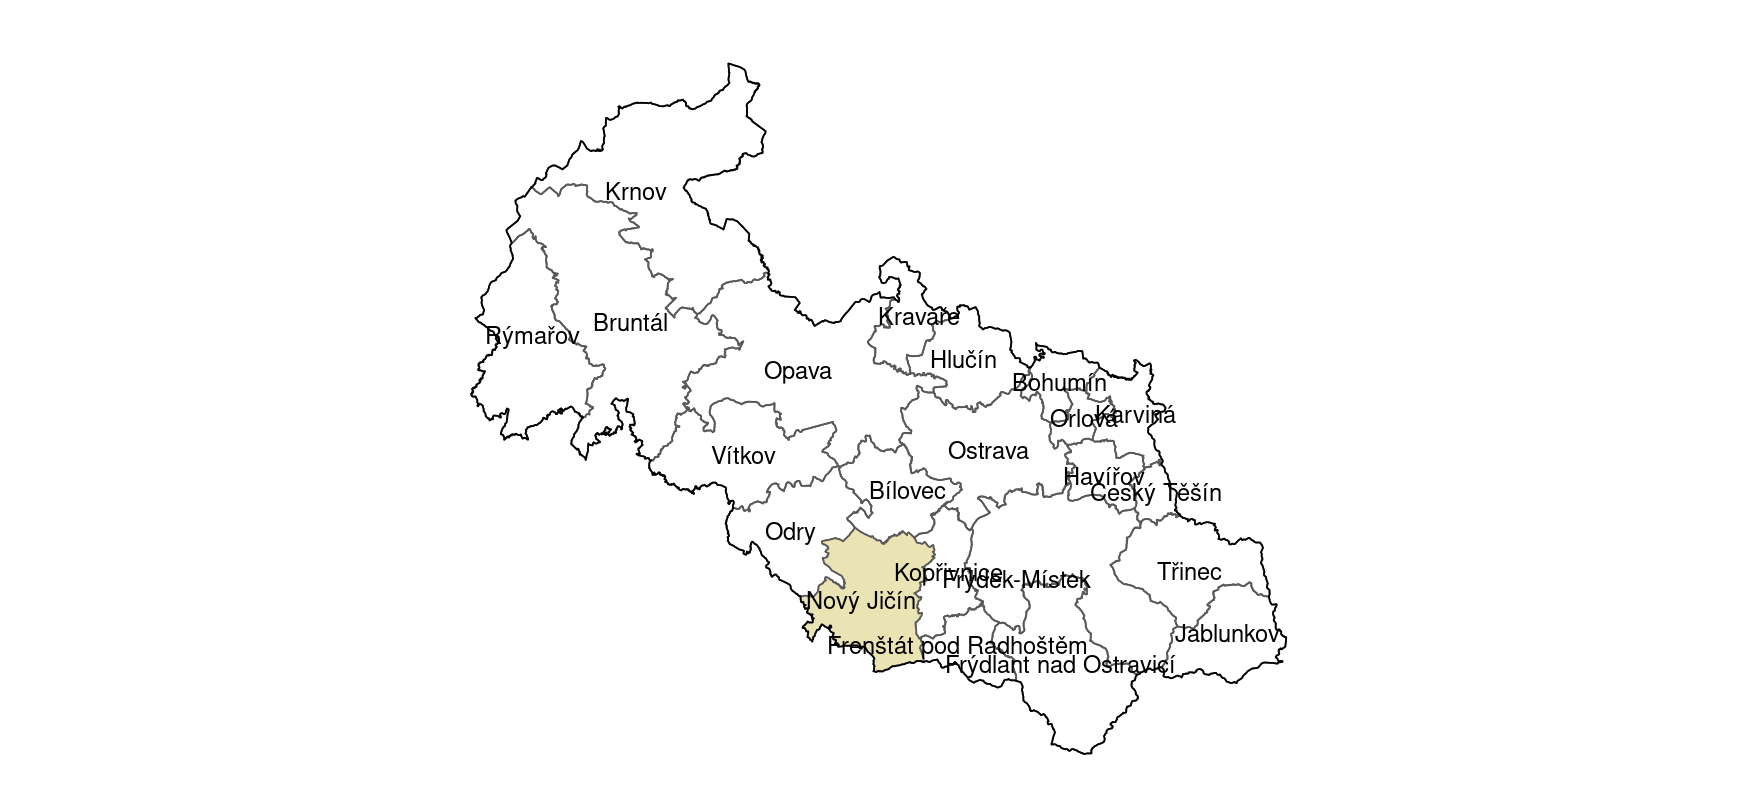 Krnov
Kravaře
Bruntál
Rýmařov
Hlučín
Opava
Bohumín
Karviná
Orlová
Ostrava
Vítkov
Havířov
Bílovec
Český Těšín
Odry
Kopřivnice
Třinec
Frýdek-Místek
Nový Jičín
Jablunkov
Frenštát pod Radhoštěm
Frýdlant nad Ostravicí